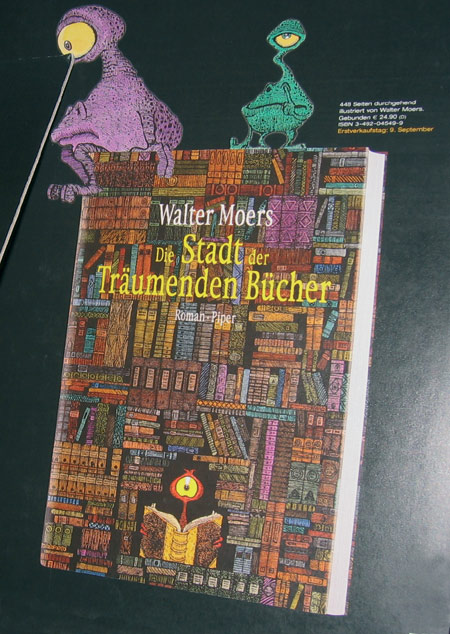 448 Seiten durchgehend
illustriert von Walter Moers.
Gebunden € 24.90 (D)
ISBN 3-492-04549-9
Erstverkaufstag: 9. September
Walter Moers
Die Stadt der
Träumenden Bücher
Roman · Piper